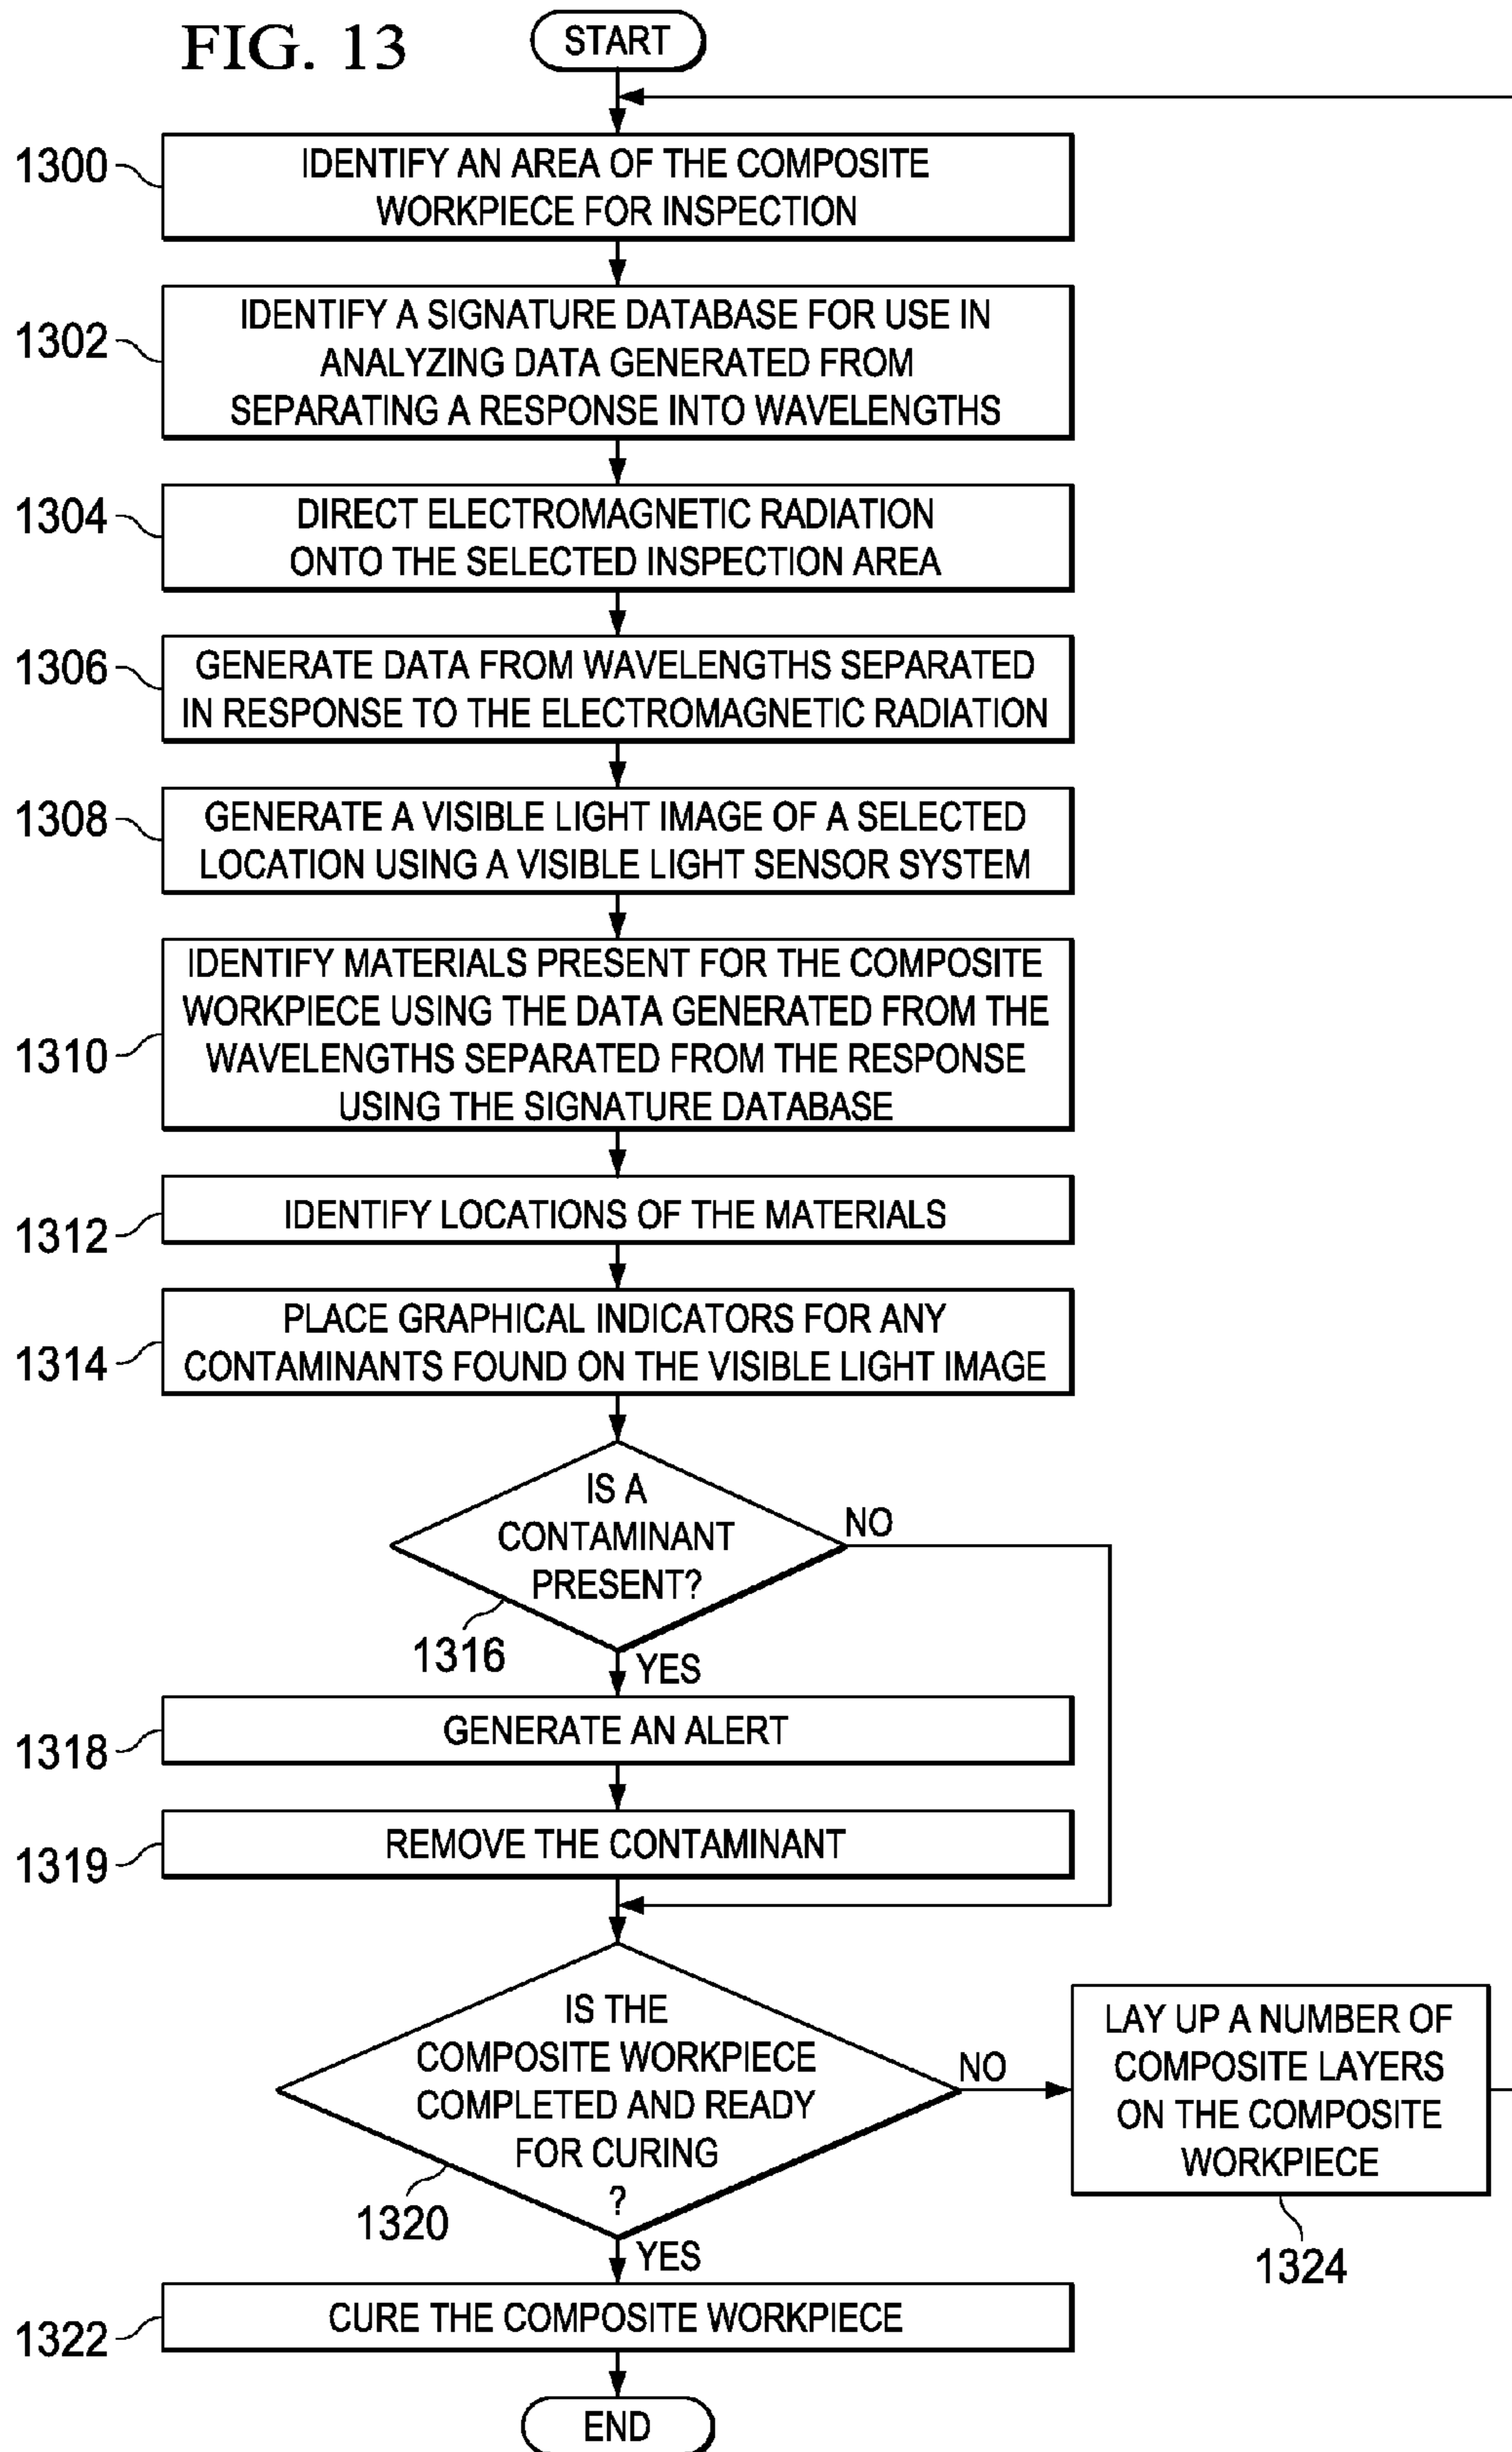 FIG. 13
START
1300
IDENTIFY AN AREA OF THE COMPOSITE
WORKPIECE FOR INSPECTION
1302
IDENTIFY A SIGNATURE DATABASE FOR USE IN
ANALYZING DATA GENERATED FROM
SEPARATING A RESPONSE INTO WAVELENGTHS
1304
DIRECT ELECTROMAGNETIC RADIATION
ONTO THE SELECTED INSPECTION AREA
1306
GENERATE DATA FROM WAVELENGTHS SEPARATED
IN RESPONSE TO THE ELECTROMAGNETIC RADIATION
1308
GENERATE A VISIBLE LIGHT IMAGE OF A SELECTED
LOCATION USING A VISIBLE LIGHT SENSOR SYSTEM
1310
IDENTIFY MATERIALS PRESENT FOR THE COMPOSITE
WORKPIECE USING THE DATA GENERATED FROM THE
WAVELENGTHS SEPARATED FROM THE RESPONSE
USING THE SIGNATURE DATABASE
1312
IDENTIFY LOCATIONS OF THE MATERIALS
1314
PLACE GRAPHICAL INDICATORS FOR ANY
CONTAMINANTS FOUND ON THE VISIBLE LIGHT IMAGE
IS A
CONTAMINANT
PRESENT?
NO
1316
YES
1318
GENERATE AN ALERT
1319
REMOVE THE CONTAMINANT
IS THE
COMPOSITE WORKPIECE
COMPLETED AND READY
FOR CURING
?
NO
1320
YES
LAY UP A NUMBER OF
COMPOSITE LAYERS
ON THE COMPOSITE
WORKPIECE
1324
1322
CURE THE COMPOSITE WORKPIECE
END